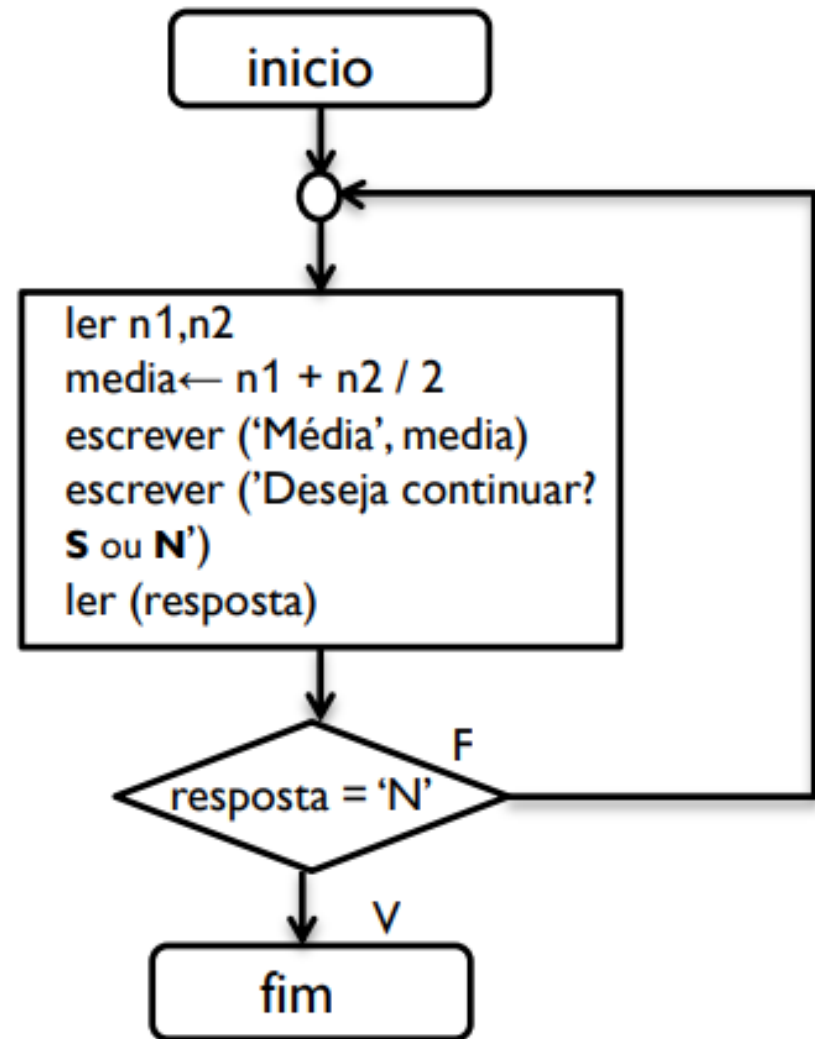 inicio
ler n1,n2
media← n1 + n2 / 2
escrever (‘Média’, media)
escrever (’Deseja continuar?
S ou N’)
ler (resposta)
F
resposta = ‘N’
V
fim